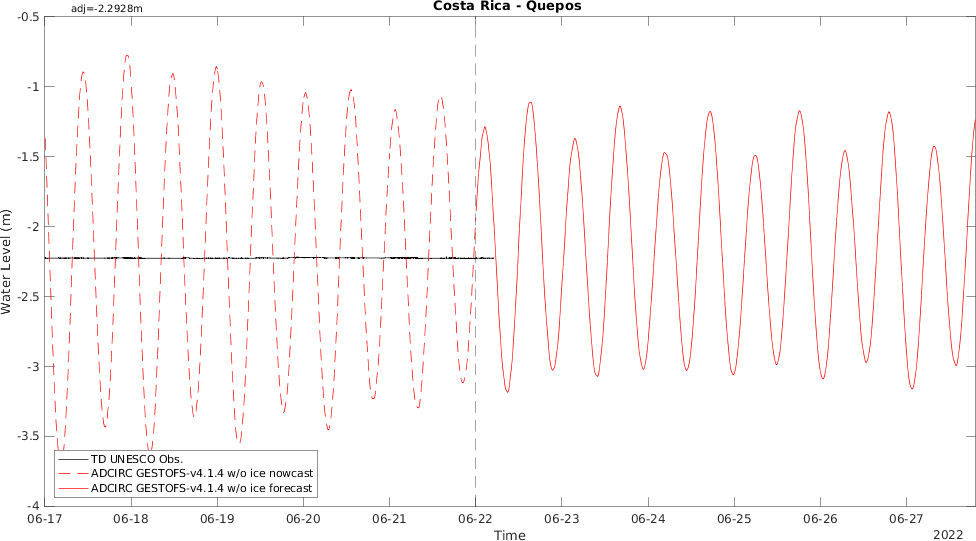 adj=-2.2928m
Costa Rica - Quepos
Water Level (m)
-0.5
-1
-1.5
-2
-2.5
-3
-3.5
-4
TD UNESCO Obs.
ADCIRC GESTOFS-v4.1.4 w/o ice nowcast
ADCIRC GESTOFS-v4.1.4 w/o ice forecast
06-17 06-18 06-19 06-20 06-21 06-22 06-23 06-24 06-25 06-26 06-27
Time
2022